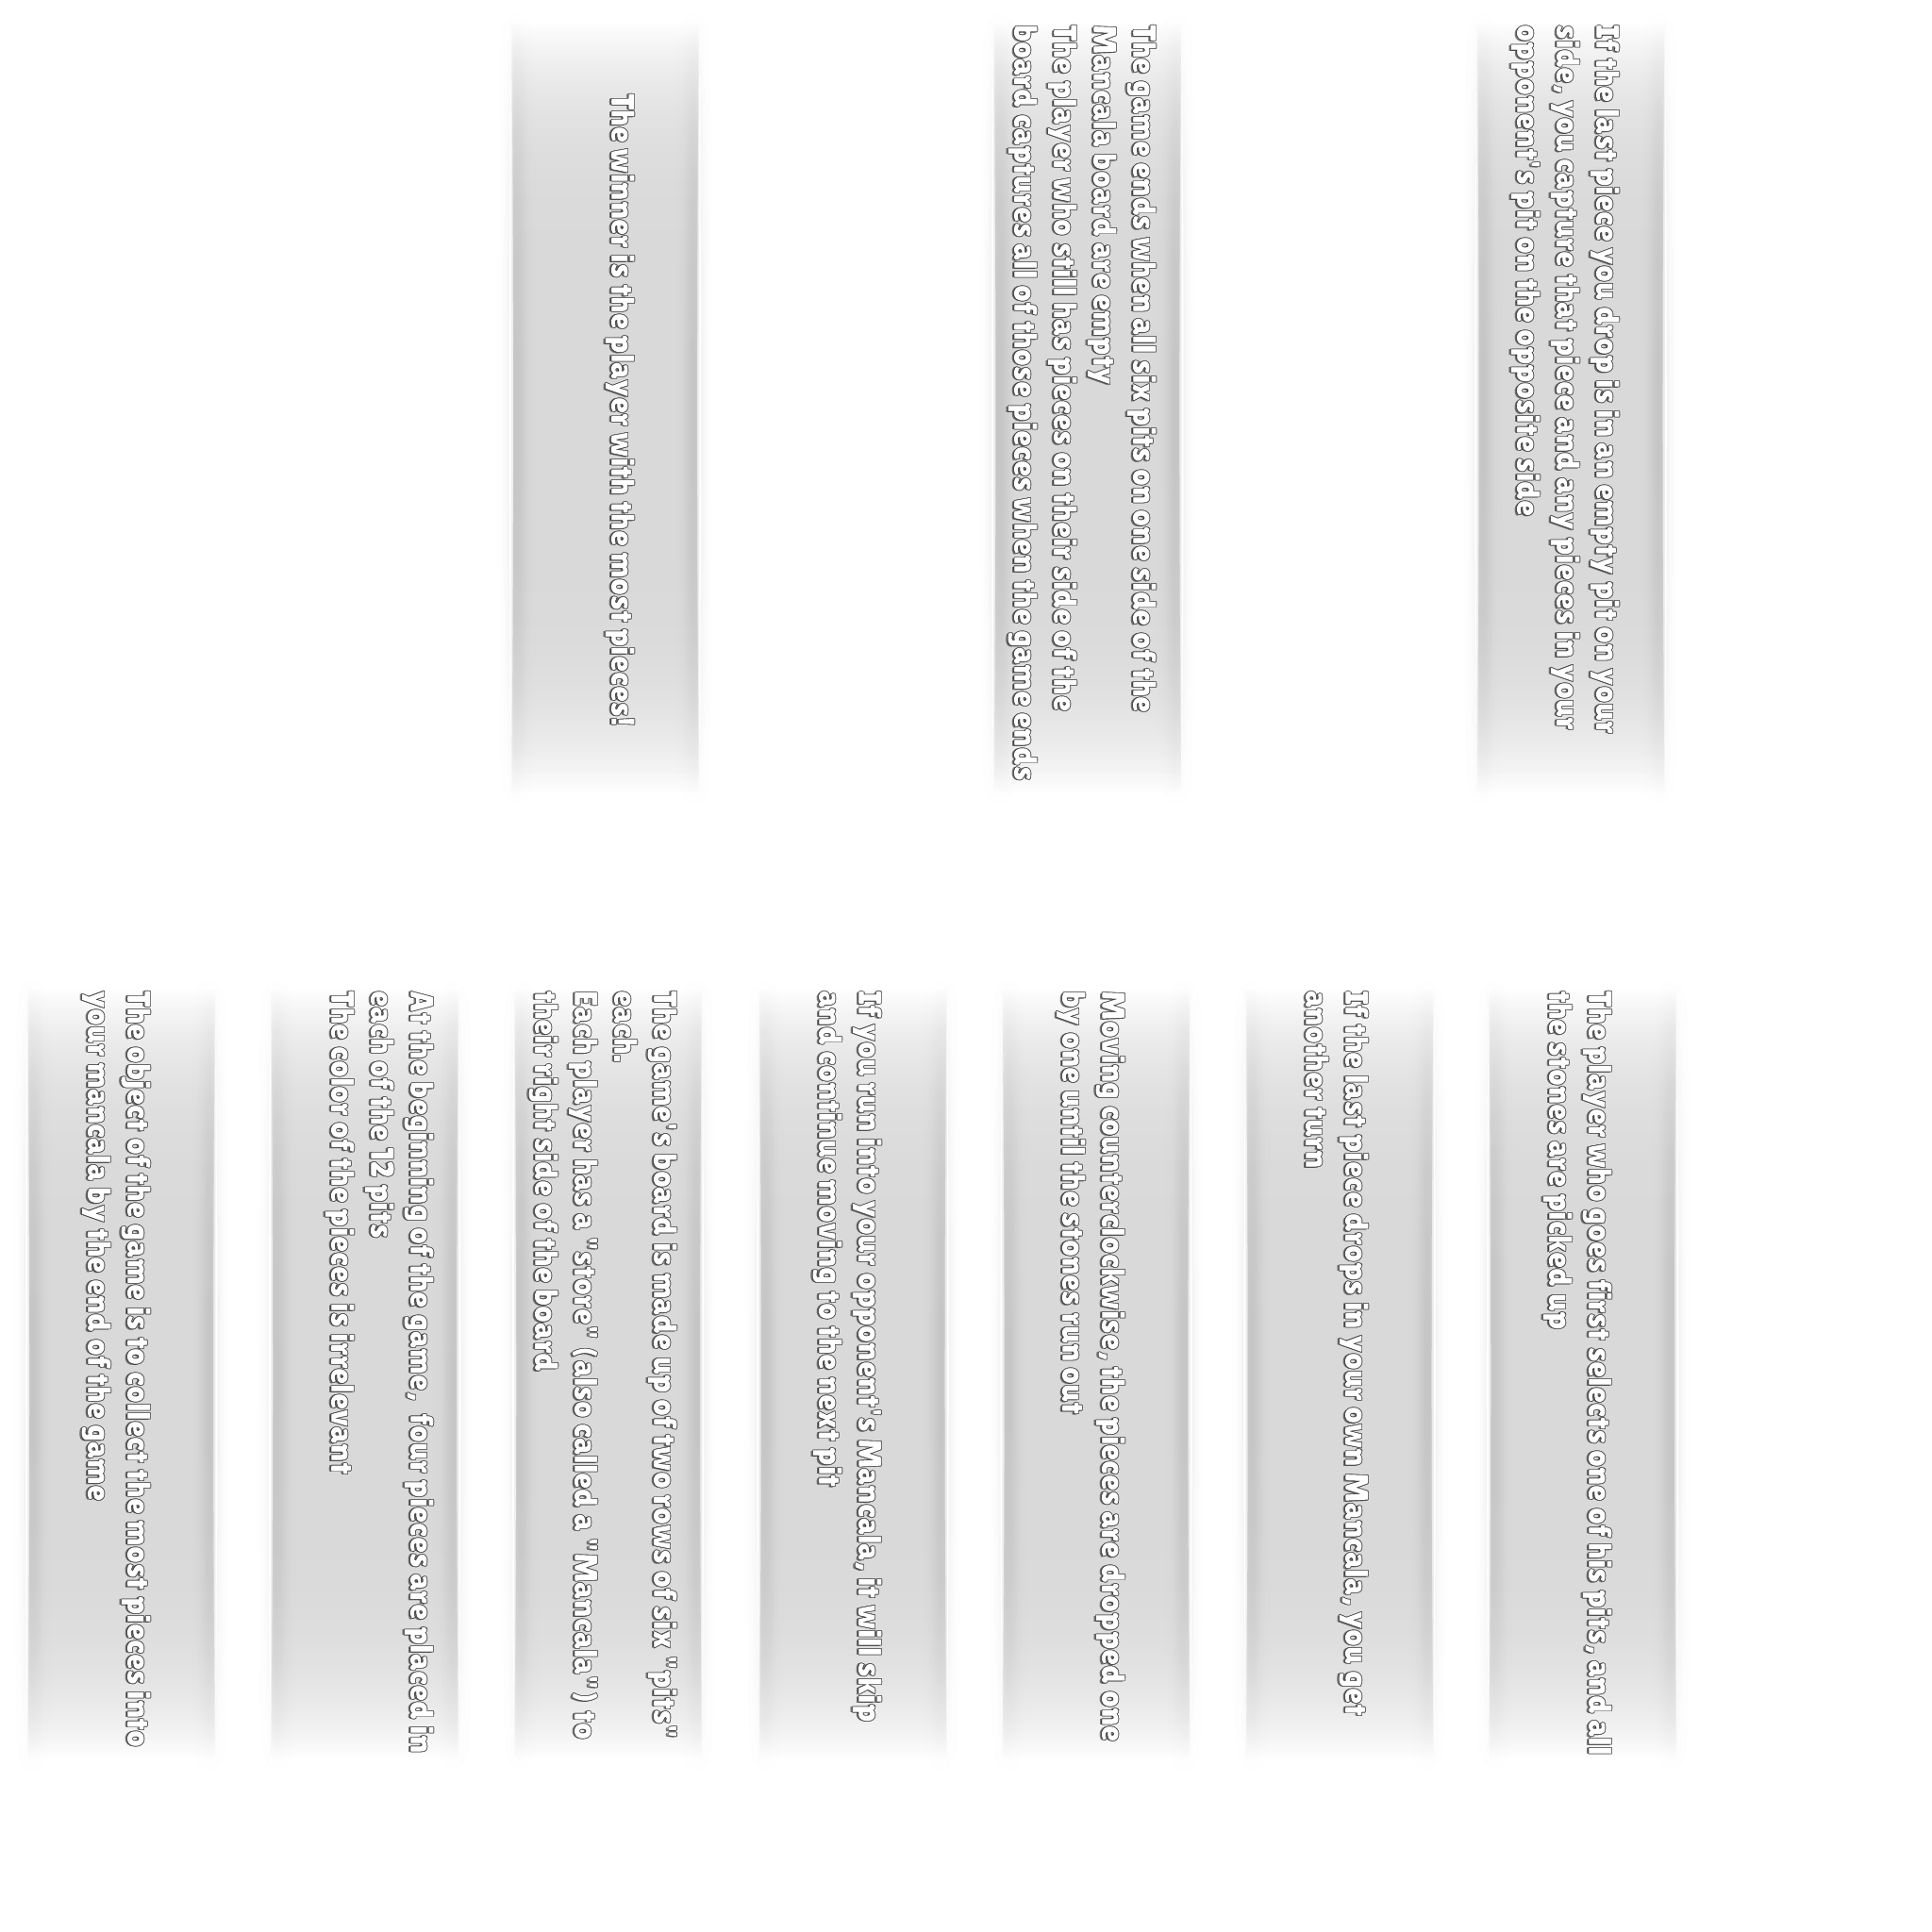 If the last piece you drop is in an empty pit on your
side, you capture that piece and any pieces in your
opponent's pit on the opposite side
The game ends when all six pits on one side of the
Mancala board are empty
The player who still has pieces on their side of the
board captures all of those pieces when the game ends
The winner is the player with the most pieces!
The player who goes first selects one of his pits, and all
the stones are picked up
If the last piece drops in your own Mancala, you get
another turn
Moving counterclockwise, the pieces are dropped one
by one until the stones run out
If you run into your opponent's Mancala, it will skip
and continue moving to the next pit
The game's board is made up of two rows of six "pits"
each.
Each player has a "store" (also called a "Mancala") to
their right side of the board
At the beginning of the game, four pieces are placed in
each of the 12 pits
The color of the pieces is irrelevant
The object of the game is to collect the most pieces into
your mancala by the end of the game